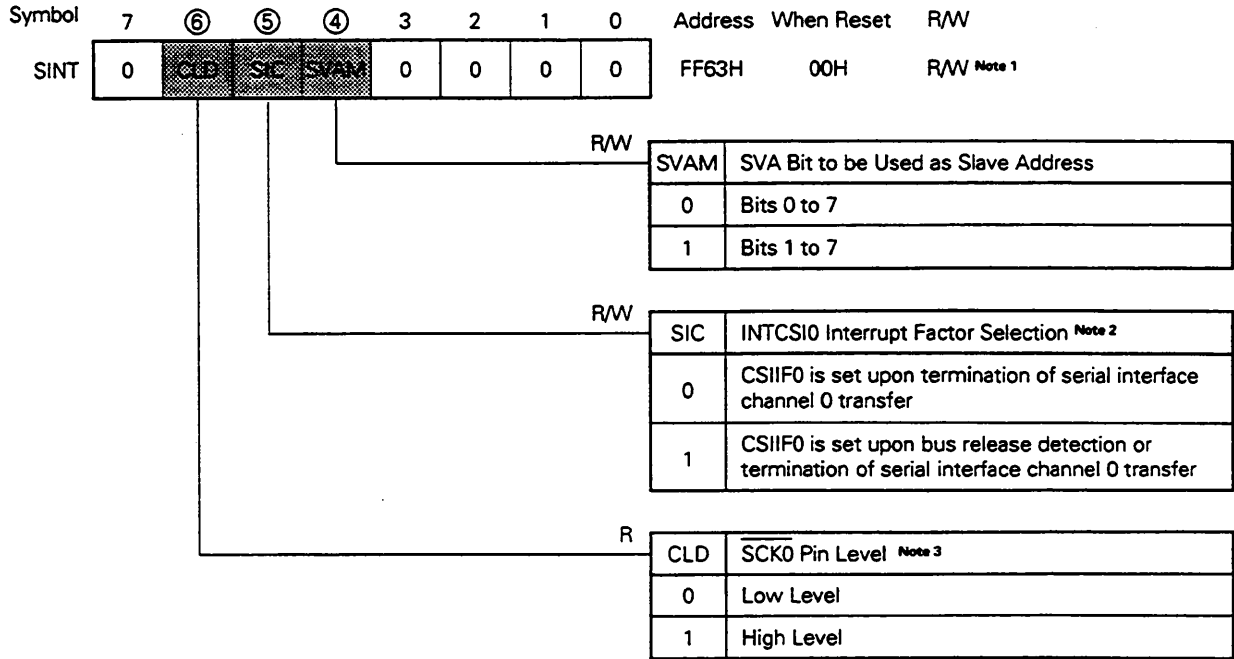 Symbol 7 ⑥ ⑤ ④ 3 2 1 0 Address When Reset R/W
SINT 0 CLD SIC SVAM 0 0 0 0 FF63H 00H R/W Note 1
R/W
SVAM SVA Bit to be Used as Slave Address
0 Bits 0 to 7
1 Bits 1 to 7
R/W
SIC INTCSI0 Interrupt Factor Selection Note 2
0 CSIIF0 is set upon termination of serial interface
channel 0 transfer
1 CSIIF0 is set upon bus release detection or
termination of serial interface channel 0 transfer
R
CLD S̅C̅K̅0̅ Pin Level Note 3
0 Low Level
1 High Level